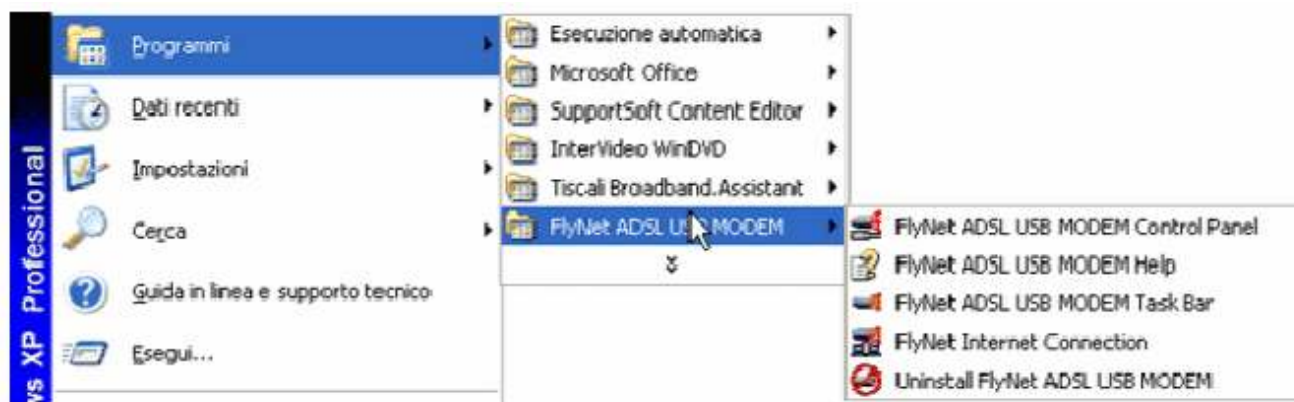 ws XP Professional
Programmi
Dati recenti
Impostazioni
Cerca
Guida in linea e supporto tecnico
Esegui...
Esecuzione automatica
Microsoft Office
SupportSoft Content Editor
InterVideo WinDVD
Tiscali Broadband.Assistant
FlyNet ADSL USB MODEM
FlyNet ADSL USB MODEM Control Panel
FlyNet ADSL USB MODEM Help
FlyNet ADSL USB MODEM Task Bar
FlyNet Internet Connection
Uninstall FlyNet ADSL USB MODEM